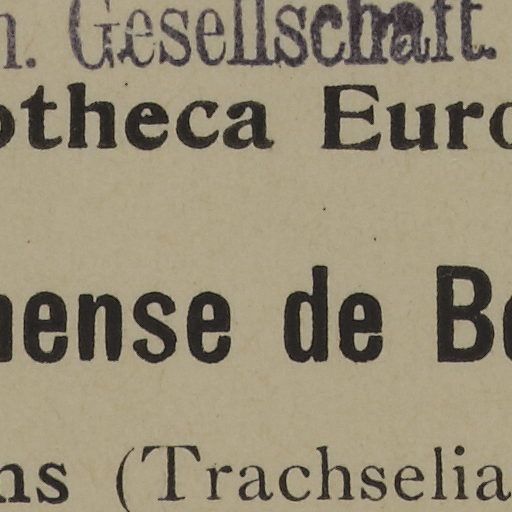 n. Gesellschaft.
otheca Euro
nense de Be
ns (Trachselia